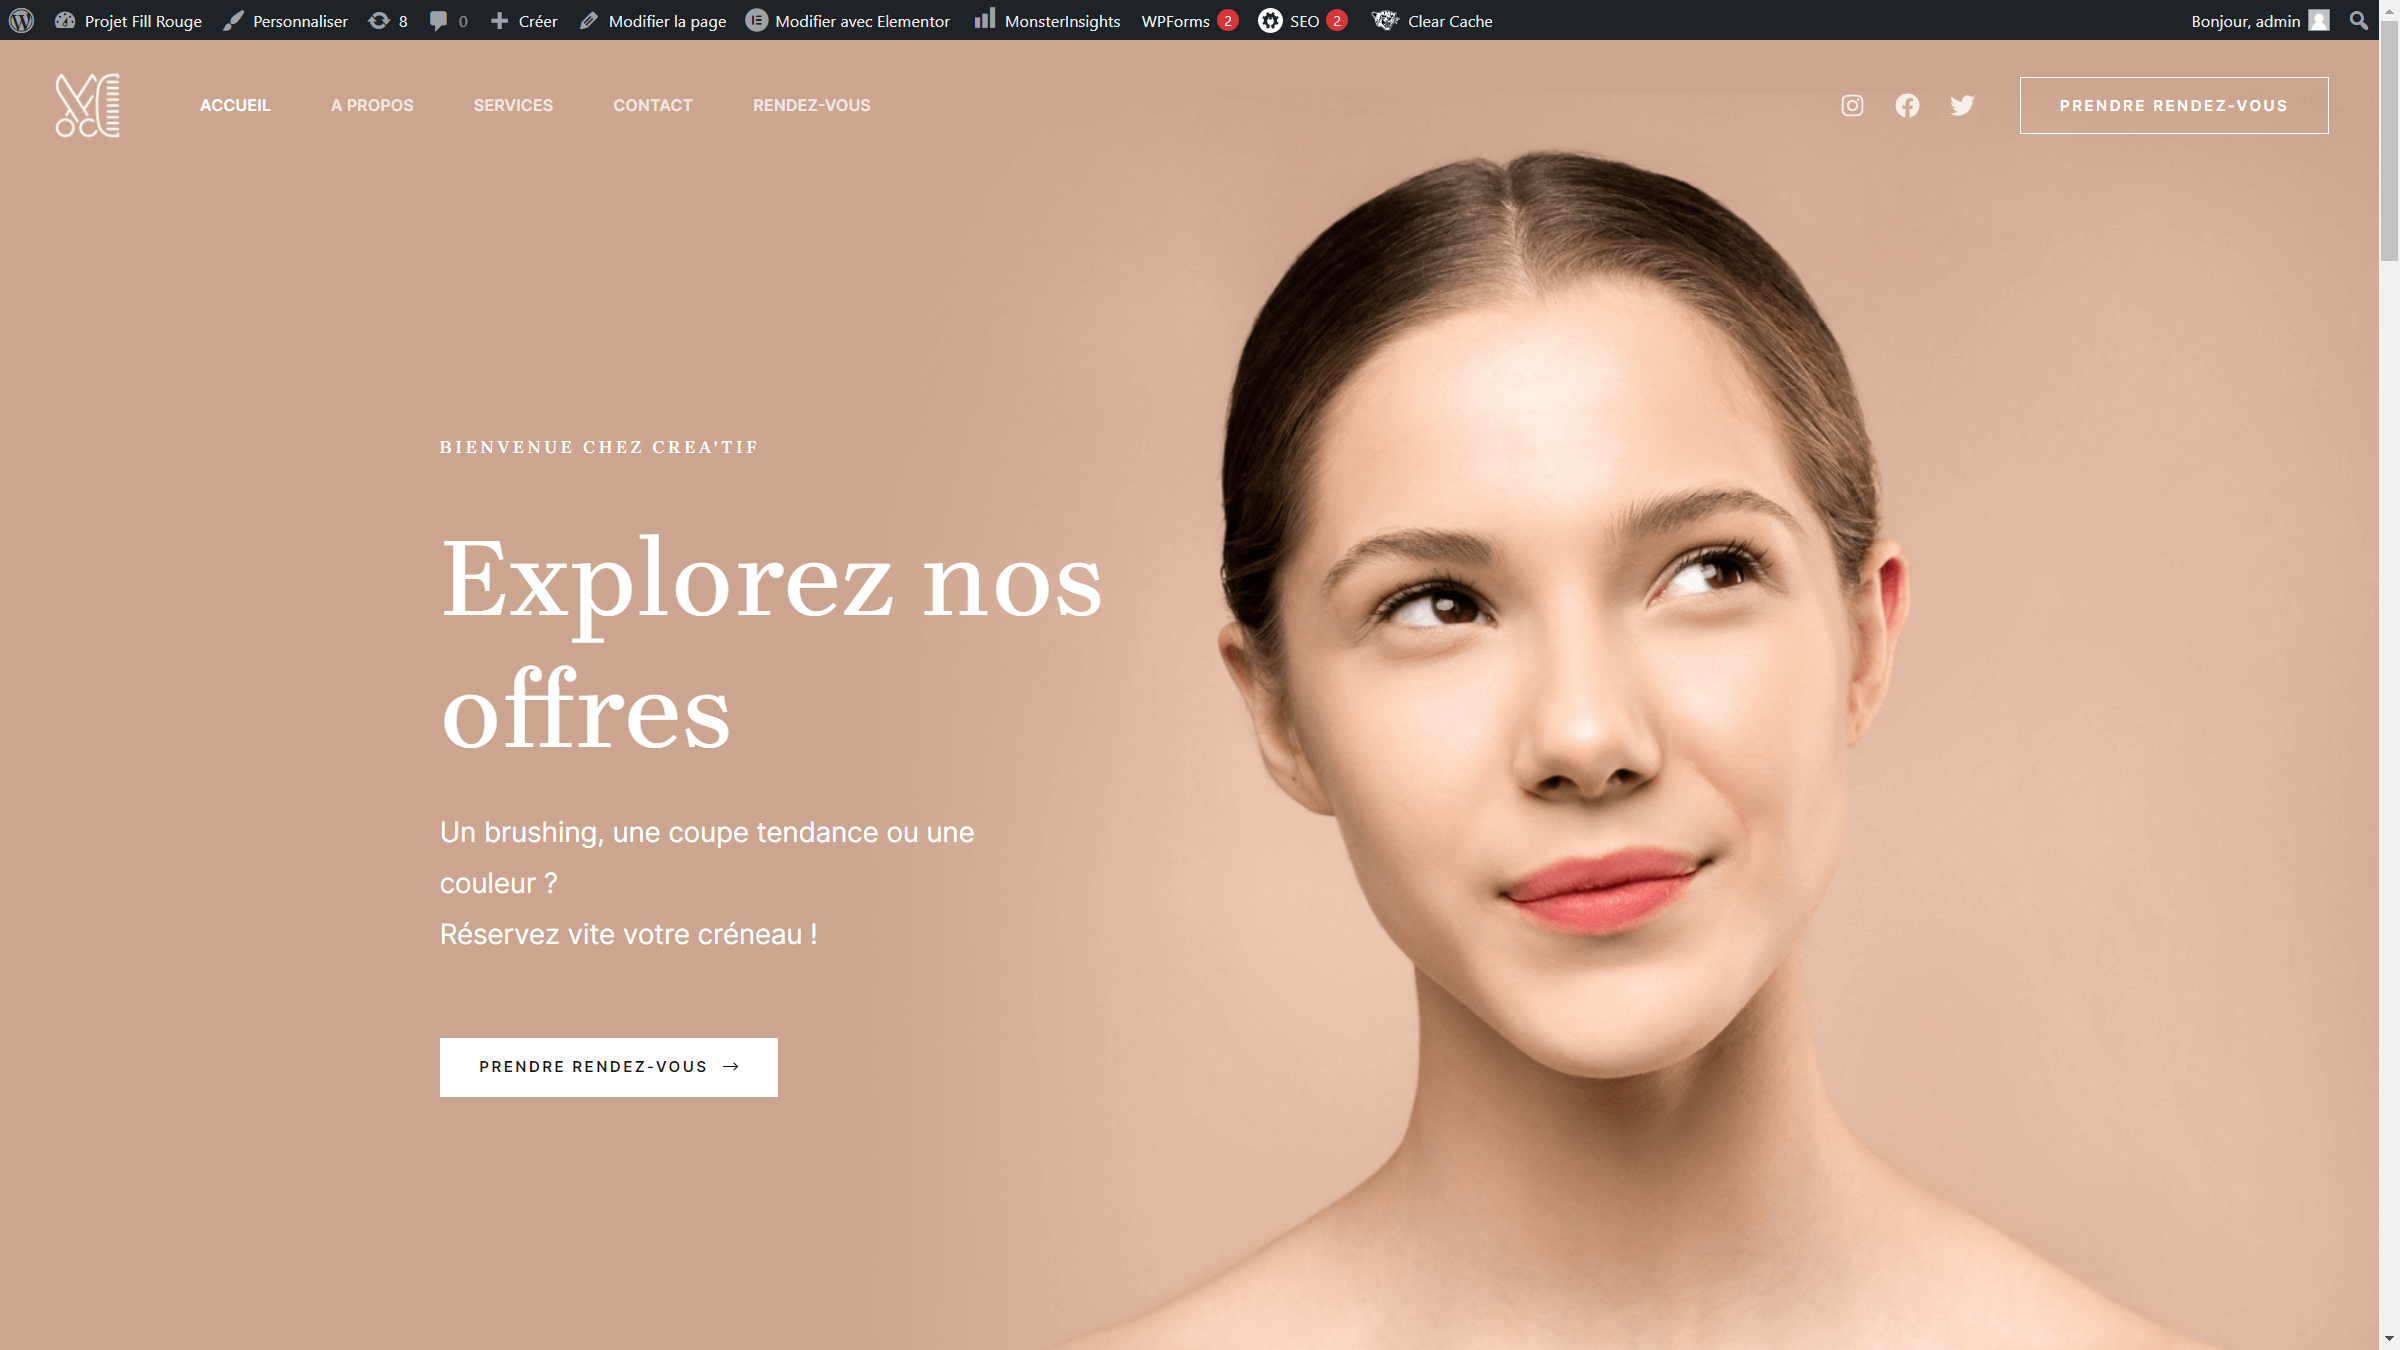 Projet Fill Rouge Personnaliser 8 0 Créer Modifier la page Modifier avec Elementor MonsterInsights WPForms 2 SEO 2 Clear Cache Bonjour, admin
ACCUEIL A PROPOS SERVICES CONTACT RENDEZ-VOUS PRENDRE RENDEZ-VOUS
BIENVENUE CHEZ CREA'TIF
Explorez nos
offres
Un brushing, une coupe tendance ou une
couleur ?
Réservez vite votre créneau !
PRENDRE RENDEZ-VOUS →